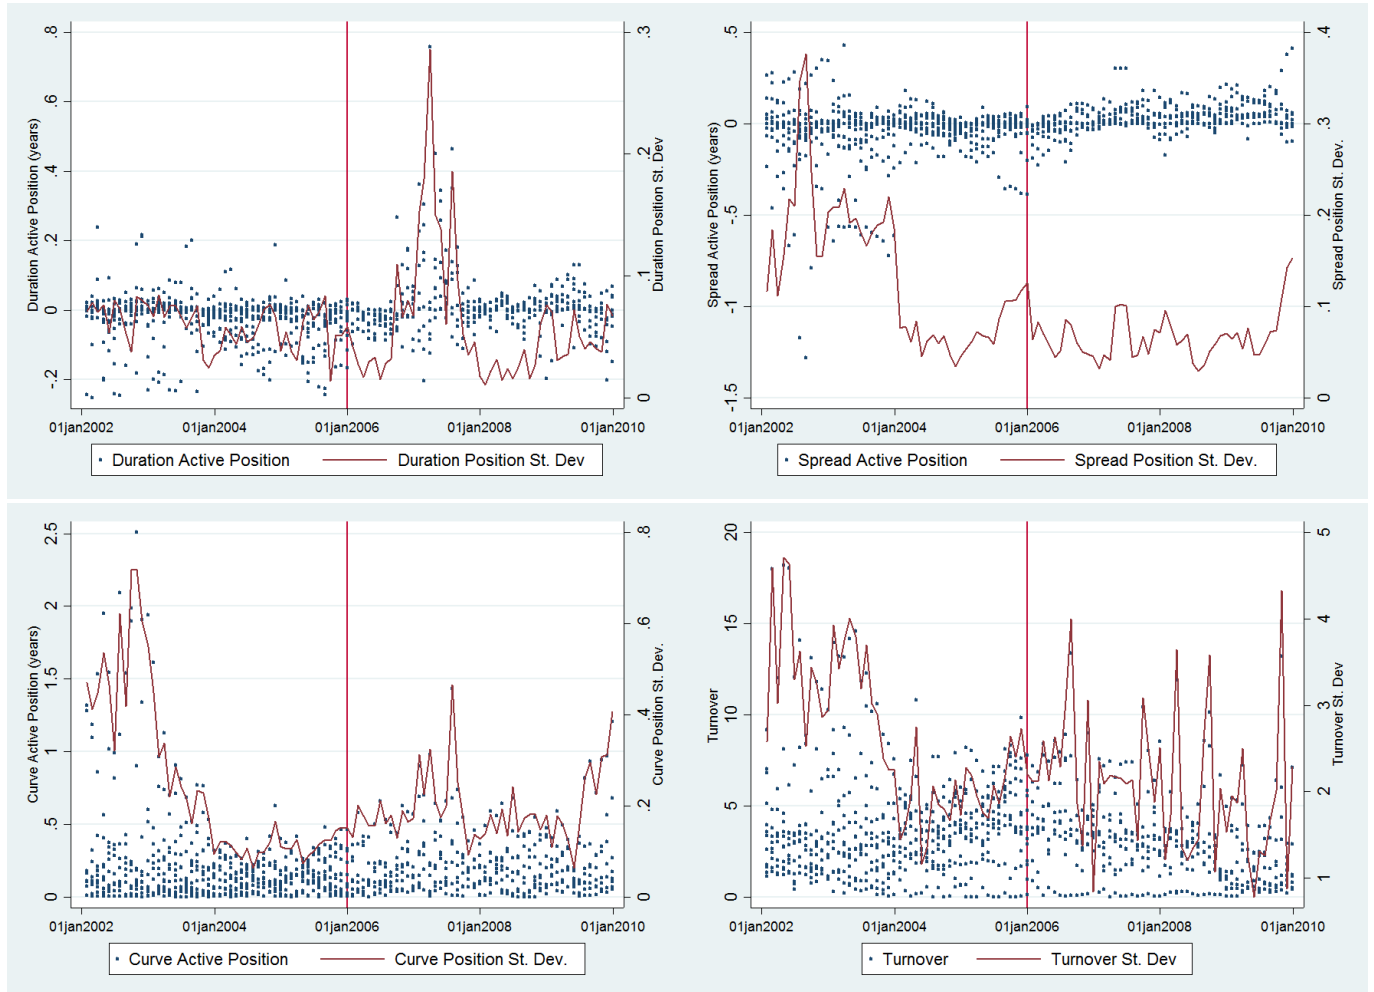 .8
.6
.4
.2
0
-.2
Duration Active Position (years)
.3
.2
.1
0
Duration Position St. Dev
01jan2002 01jan2004 01jan2006 01jan2008 01jan2010
Duration Active Position Duration Position St. Dev
.5
0
-.5
-1
-1.5
Spread Active Position (years)
.4
.3
.2
.1
0
Spread Position St. Dev.
01jan2002 01jan2004 01jan2006 01jan2008 01jan2010
Spread Active Position Spread Position St. Dev.
2.5
2
1.5
1
.5
0
Curve Active Position (years)
.8
.6
.4
.2
0
Curve Position St. Dev.
01jan2002 01jan2004 01jan2006 01jan2008 01jan2010
Curve Active Position Curve Position St. Dev.
20
15
10
5
0
Turnover
5
4
3
2
1
Turnover St. Dev
01jan2002 01jan2004 01jan2006 01jan2008 01jan2010
Turnover Turnover St. Dev